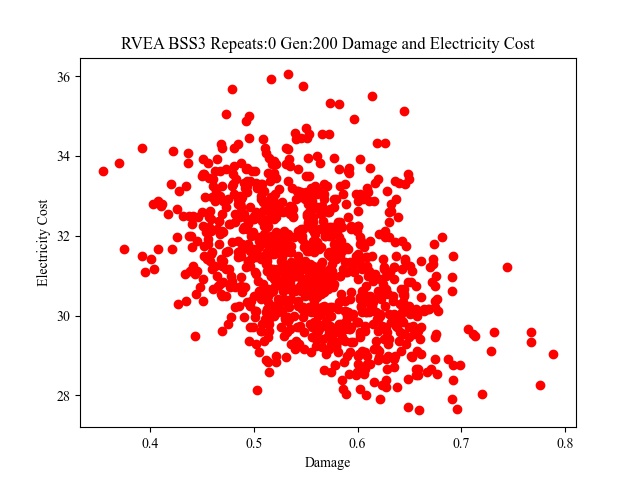 RVEA BSS3 Repeats:0 Gen:200 Damage and Electricity Cost
36
34
32
30
28
Electricity Cost
0.4 0.5 0.6 0.7 0.8
Damage